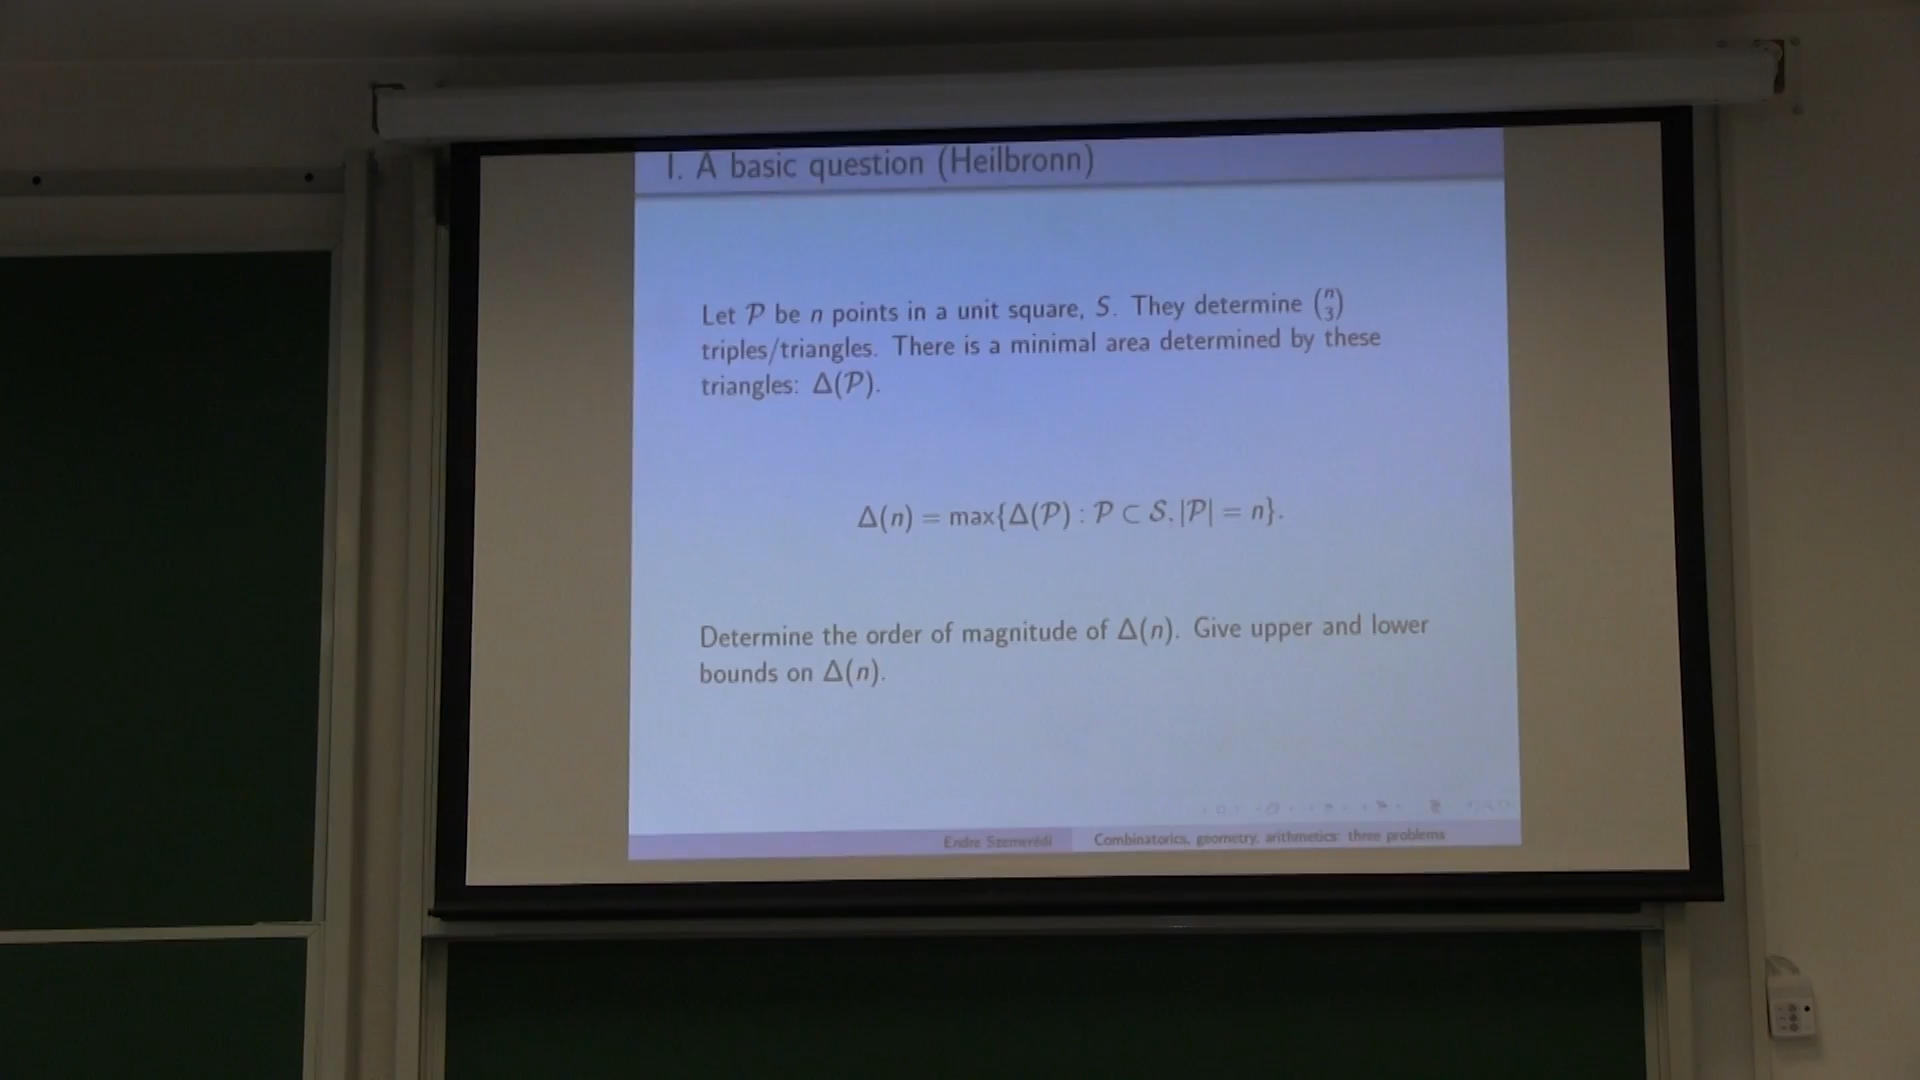 I. A basic question (Heilbronn)
Let 𝒫 be n points in a unit square, S. They determine (n 3)
triples/triangles. There is a minimal area determined by these
triangles: Δ(𝒫).
Δ(n) = max{Δ(𝒫) : 𝒫 ⊂ 𝒮, |𝒫| = n}.
Determine the order of magnitude of Δ(n). Give upper and lower
bounds on Δ(n).
Endre Szemerédi Combinatorics, geometry, arithmetics: three problems